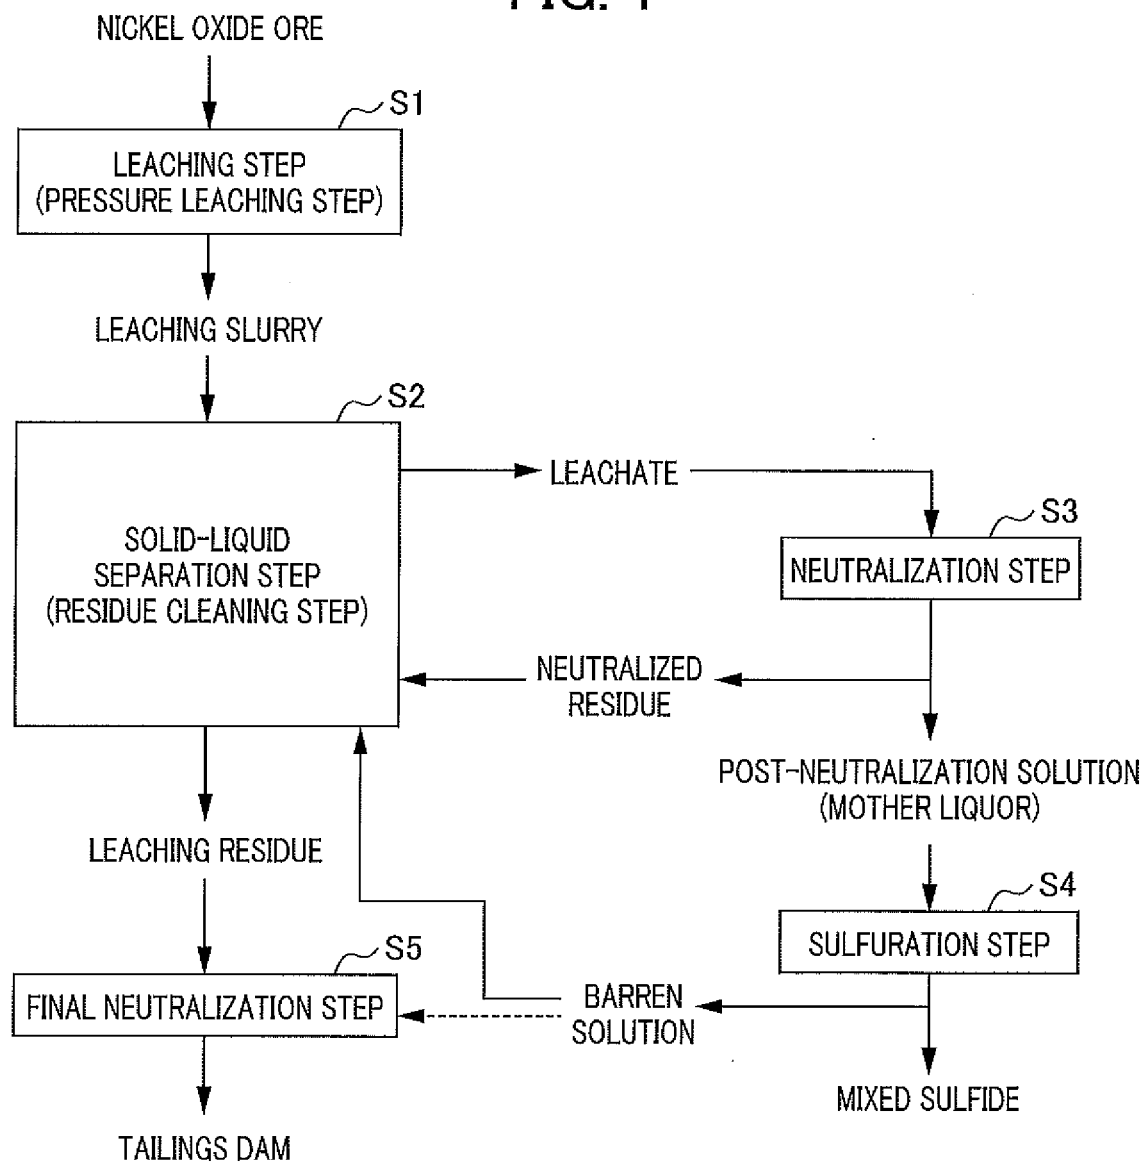 NICKEL OXIDE ORE
S1
LEACHING STEP
(PRESSURE LEACHING STEP)
LEACHING SLURRY
S2
SOLID-LIQUID
SEPARATION STEP
(RESIDUE CLEANING STEP)
LEACHATE
S3
NEUTRALIZATION STEP
NEUTRALIZED
RESIDUE
POST-NEUTRALIZATION SOLUTION
(MOTHER LIQUOR)
LEACHING RESIDUE
S4
SULFURATION STEP
S5
FINAL NEUTRALIZATION STEP
BARREN
SOLUTION
MIXED SULFIDE
TAILINGS DAM